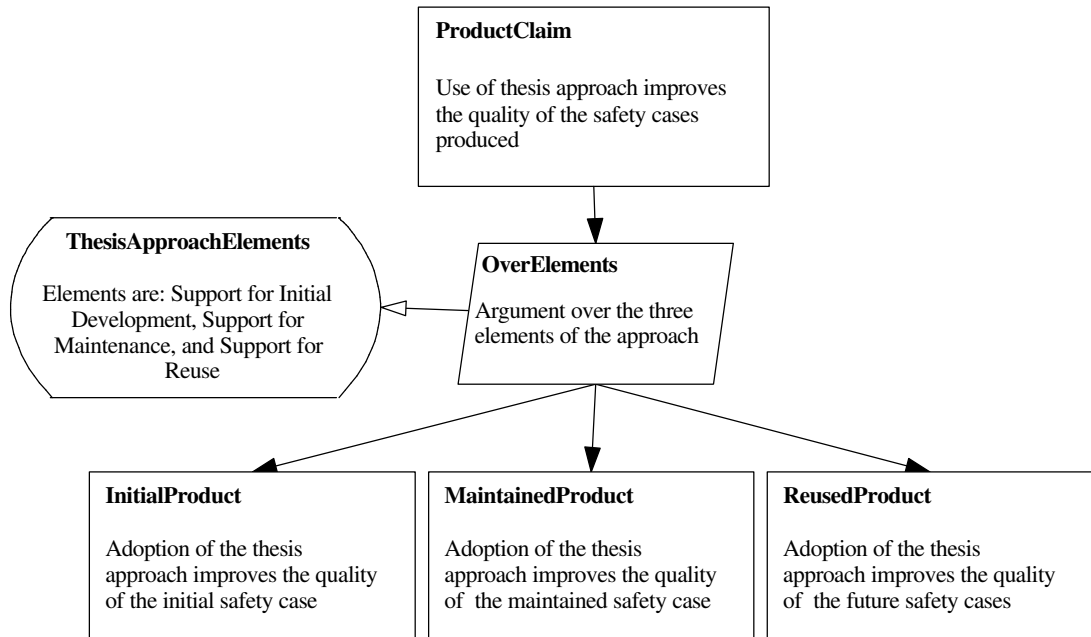 ProductClaim
Use of thesis approach improves
the quality of the safety cases
produced
ThesisApproachElements
Elements are: Support for Initial
Development, Support for
Maintenance, and Support for
Reuse
OverElements
Argument over the three
elements of the approach
InitialProduct
Adoption of the thesis
approach improves the quality
of the initial safety case
MaintainedProduct
Adoption of the thesis
approach improves the quality
of the maintained safety case
ReusedProduct
Adoption of the thesis
approach improves the quality
of the future safety cases